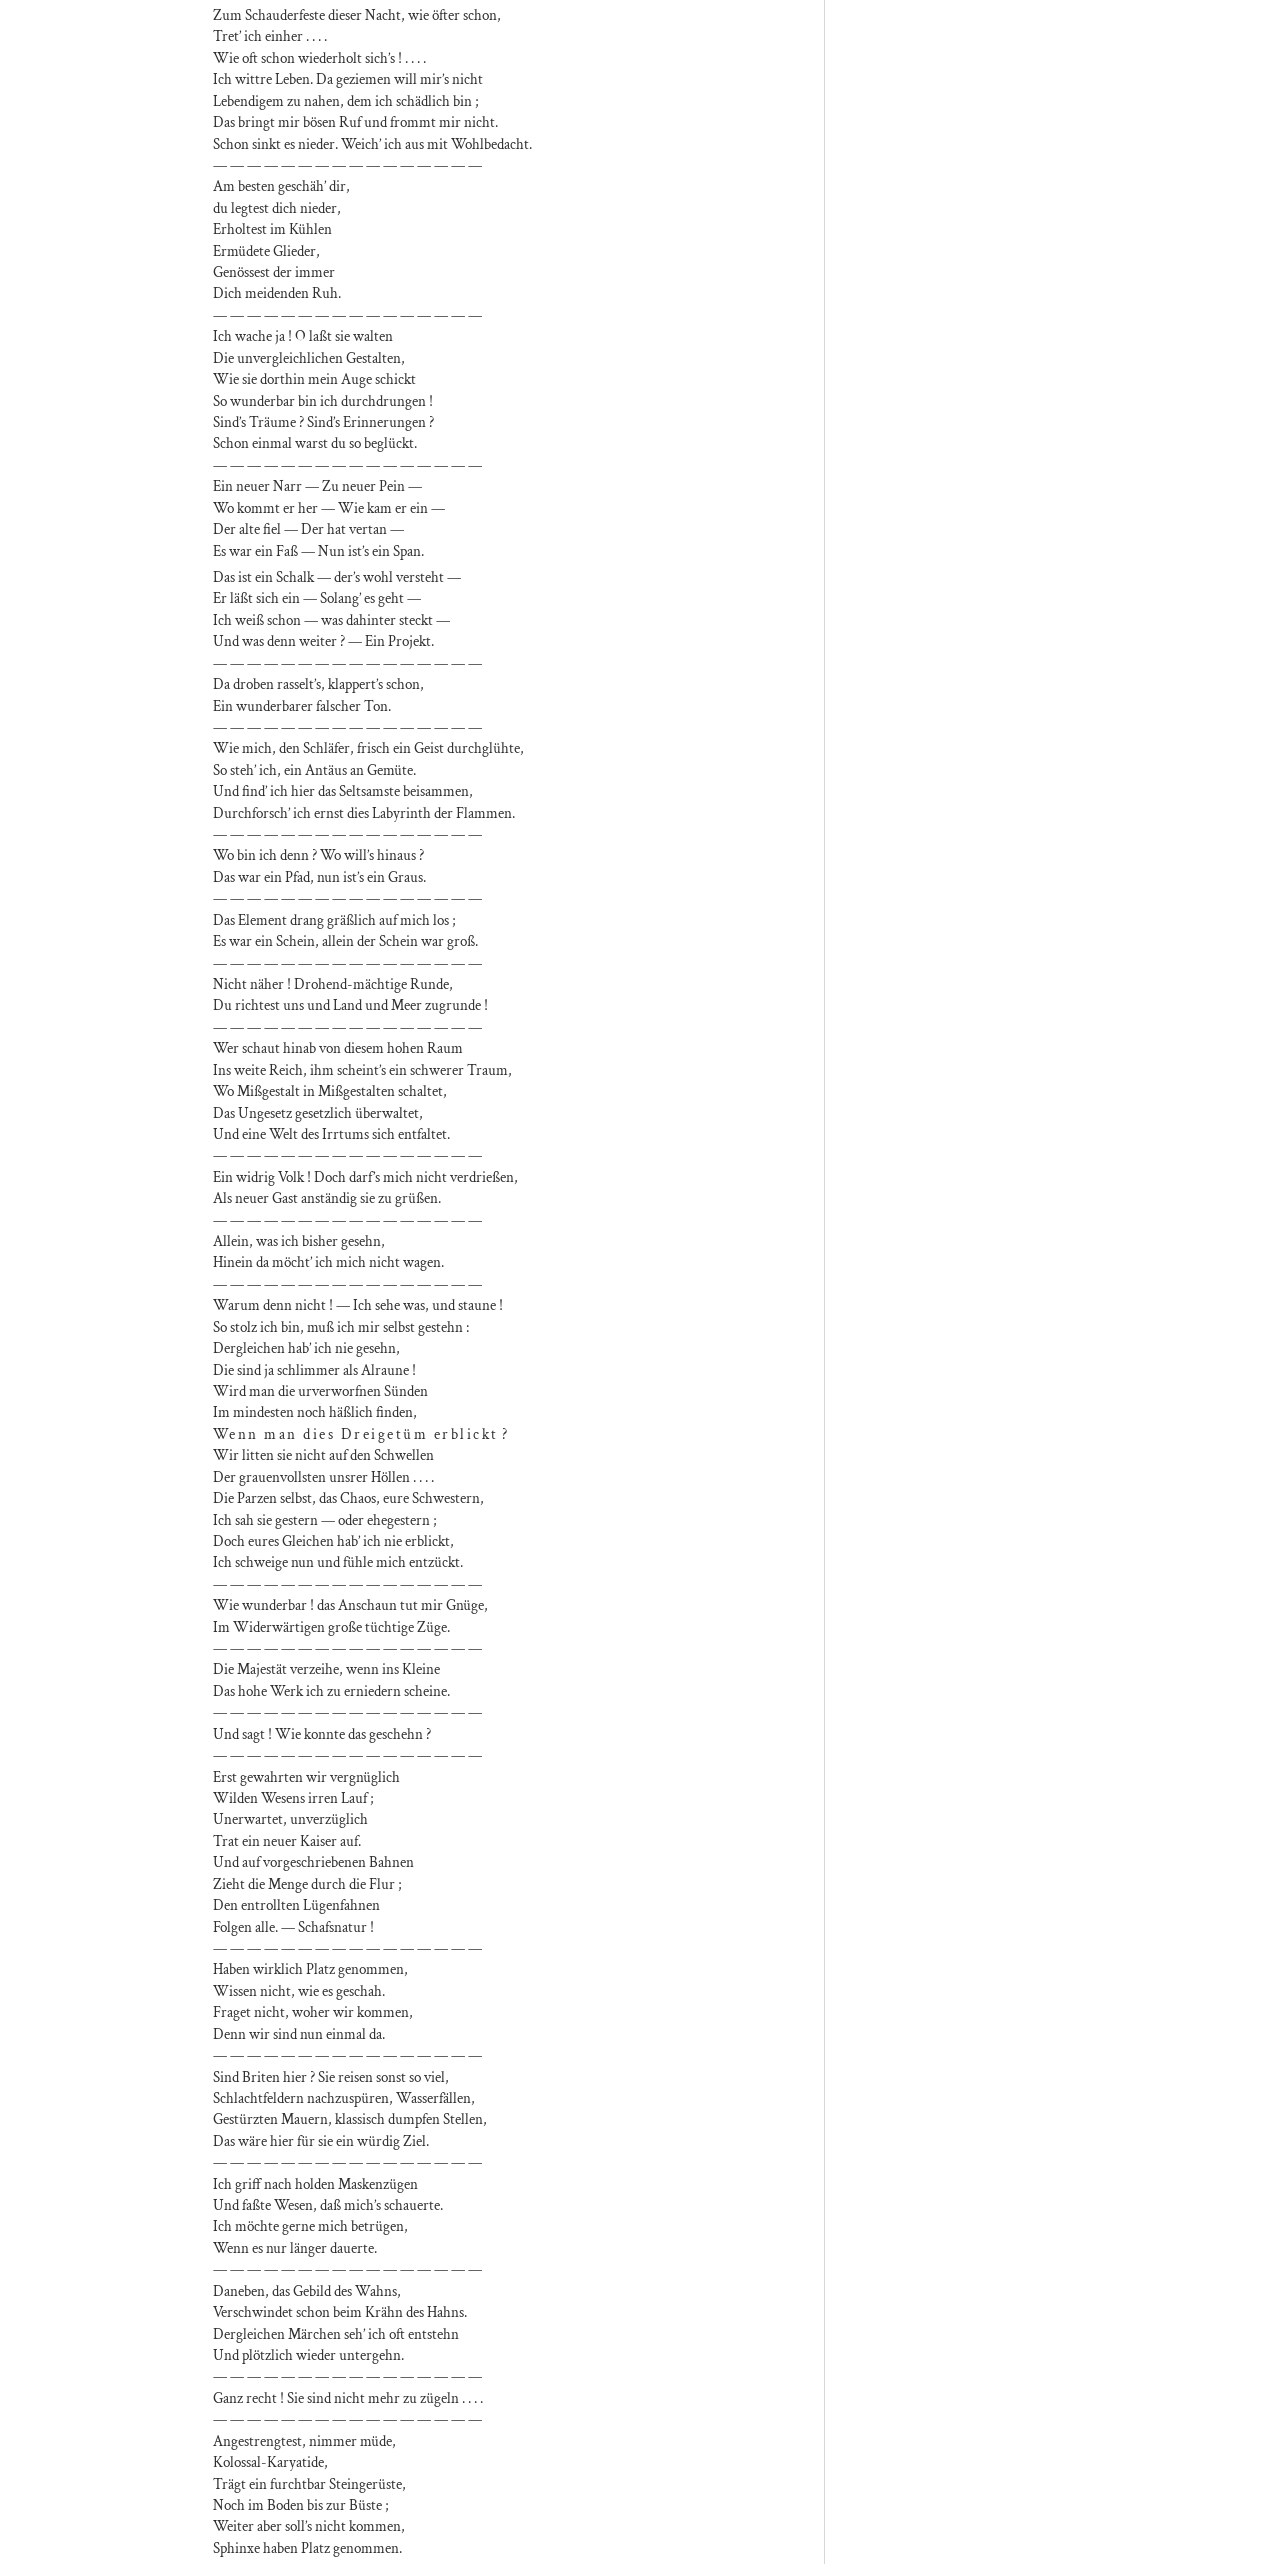 Zum Schauderfeste dieser Nacht, wie öfter schon,
Tret’ ich einher . . . .
Wie oft schon wiederholt sich’s ! . . . .
Ich wittre Leben. Da geziemen will mir’s nicht
Lebendigem zu nahen, dem ich schädlich bin ;
Das bringt mir bösen Ruf und frommt mir nicht.
Schon sinkt es nieder. Weich’ ich aus mit Wohlbedacht.
— — — — — — — — — — — — — — — —
Am besten geschäh’ dir,
du legtest dich nieder,
Erholtest im Kühlen
Ermüdete Glieder,
Genössest der immer
Dich meidenden Ruh.
— — — — — — — — — — — — — — — —
Ich wache ja ! O laßt sie walten
Die unvergleichlichen Gestalten,
Wie sie dorthin mein Auge schickt
So wunderbar bin ich durchdrungen !
Sind’s Träume ? Sind’s Erinnerungen ?
Schon einmal warst du so beglückt.
— — — — — — — — — — — — — — — —
Ein neuer Narr — Zu neuer Pein —
Wo kommt er her — Wie kam er ein —
Der alte fiel — Der hat vertan —
Es war ein Faß — Nun ist’s ein Span.
Das ist ein Schalk — der’s wohl versteht —
Er läßt sich ein — Solang’ es geht —
Ich weiß schon — was dahinter steckt —
Und was denn weiter ? — Ein Projekt.
— — — — — — — — — — — — — — — —
Da droben rasselt’s, klappert’s schon,
Ein wunderbarer falscher Ton.
— — — — — — — — — — — — — — — —
Wie mich, den Schläfer, frisch ein Geist durchglühte,
So steh’ ich, ein Antäus an Gemüte.
Und find’ ich hier das Seltsamste beisammen,
Durchforsch’ ich ernst dies Labyrinth der Flammen.
— — — — — — — — — — — — — — — —
Wo bin ich denn ? Wo will’s hinaus ?
Das war ein Pfad, nun ist’s ein Graus.
— — — — — — — — — — — — — — — —
Das Element drang gräßlich auf mich los ;
Es war ein Schein, allein der Schein war groß.
— — — — — — — — — — — — — — — —
Nicht näher ! Drohend-mächtige Runde,
Du richtest uns und Land und Meer zugrunde !
— — — — — — — — — — — — — — — —
Wer schaut hinab von diesem hohen Raum
Ins weite Reich, ihm scheint’s ein schwerer Traum,
Wo Mißgestalt in Mißgestalten schaltet,
Das Ungesetz gesetzlich überwaltet,
Und eine Welt des Irrtums sich entfaltet.
— — — — — — — — — — — — — — — —
Ein widrig Volk ! Doch darf’s mich nicht verdrießen,
Als neuer Gast anständig sie zu grüßen.
— — — — — — — — — — — — — — — —
Allein, was ich bisher gesehn,
Hinein da möcht’ ich mich nicht wagen.
— — — — — — — — — — — — — — — —
Warum denn nicht ! — Ich sehe was, und staune !
So stolz ich bin, muß ich mir selbst gestehn :
Dergleichen hab’ ich nie gesehn,
Die sind ja schlimmer als Alraune !
Wird man die urverworfnen Sünden
Im mindesten noch häßlich finden,
Wenn man dies Dreigetüm erblickt ?
Wir litten sie nicht auf den Schwellen
Der grauenvollsten unsrer Höllen . . . .
Die Parzen selbst, das Chaos, eure Schwestern,
Ich sah sie gestern — oder ehegestern ;
Doch eures Gleichen hab’ ich nie erblickt,
Ich schweige nun und fühle mich entzückt.
— — — — — — — — — — — — — — — —
Wie wunderbar ! das Anschaun tut mir Gnüge,
Im Widerwärtigen große tüchtige Züge.
— — — — — — — — — — — — — — — —
Die Majestät verzeihe, wenn ins Kleine
Das hohe Werk ich zu erniedern scheine.
— — — — — — — — — — — — — — — —
Und sagt ! Wie konnte das geschehn ?
— — — — — — — — — — — — — — — —
Erst gewahrten wir vergnüglich
Wilden Wesens irren Lauf ;
Unerwartet, unverzüglich
Trat ein neuer Kaiser auf.
Und auf vorgeschriebenen Bahnen
Zieht die Menge durch die Flur ;
Den entrollten Lügenfahnen
Folgen alle. — Schafsnatur !
— — — — — — — — — — — — — — — —
Haben wirklich Platz genommen,
Wissen nicht, wie es geschah.
Fraget nicht, woher wir kommen,
Denn wir sind nun einmal da.
— — — — — — — — — — — — — — — —
Sind Briten hier ? Sie reisen sonst so viel,
Schlachtfeldern nachzuspüren, Wasserfällen,
Gestürzten Mauern, klassisch dumpfen Stellen,
Das wäre hier für sie ein würdig Ziel.
— — — — — — — — — — — — — — — —
Ich griff nach holden Maskenzügen
Und faßte Wesen, daß mich’s schauerte.
Ich möchte gerne mich betrügen,
Wenn es nur länger dauerte.
— — — — — — — — — — — — — — — —
Daneben, das Gebild des Wahns,
Verschwindet schon beim Krähn des Hahns.
Dergleichen Märchen seh’ ich oft entstehn
Und plötzlich wieder untergehn.
— — — — — — — — — — — — — — — —
Ganz recht ! Sie sind nicht mehr zu zügeln . . . .
— — — — — — — — — — — — — — — —
Angestrengtest, nimmer müde,
Kolossal-Karyatide,
Trägt ein furchtbar Steingerüste,
Noch im Boden bis zur Büste ;
Weiter aber soll’s nicht kommen,
Sphinxe haben Platz genommen.